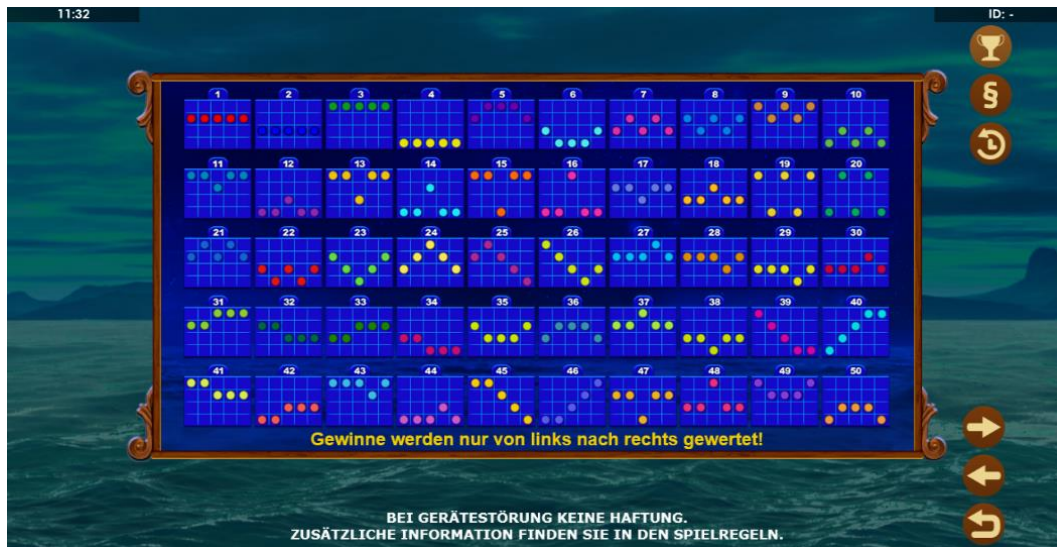 11:32
ID: -
§
1 2 3 4 5 6 7 8 9 10
11 12 13 14 15 16 17 18 19 20
21 22 23 24 25 26 27 28 29 30
31 32 33 34 35 36 37 38 39 40
41 42 43 44 45 46 47 48 49 50
Gewinne werden nur von links nach rechts gewertet!
BEI GERÄTESTÖRUNG KEINE HAFTUNG.
ZUSÄTZLICHE INFORMATION FINDEN SIE IN DEN SPIELREGELN.